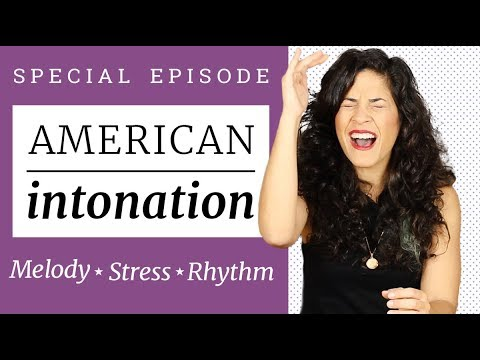 SPECIAL EPISODE
AMERICAN
intonation
Melody ★ Stress ★ Rhythm